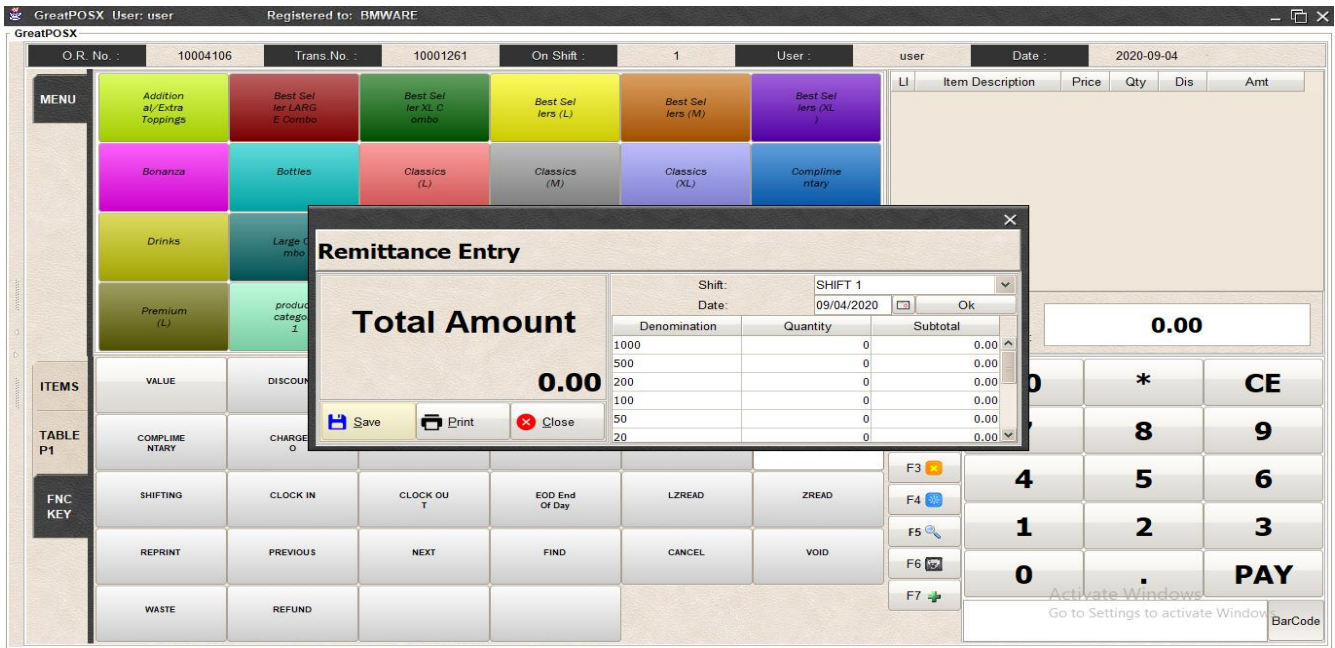 GreatPOSX User: user Registered to: BMWARE
GreatPOSX
O.R. No. : 10004106 Trans.No. : 10001261 On Shift : 1 User : user Date : 2020-09-04
MENU
Addition
al/Extra
Toppings
Best Sel
ler LARG
E Combo
Best Sel
ler XL C
ombo
Best Sel
lers (L)
Best Sel
lers (M)
Best Sel
lers (XL
)
LI Item Description Price Qty Dis Amt
Bonanza
Bottles
Classics
(L)
Classics
(M)
Classics
(XL)
Complime
ntary
Drinks
Large C
mbo
Premium
(L)
produc
catego
1
Remittance Entry
Total Amount
0.00
Save Print Close
Shift: SHIFT 1
Date: 09/04/2020 Ok
Denomination Quantity Subtotal
1000 0 0.00
500 0 0.00
200 0 0.00
100 0 0.00
50 0 0.00
20 0 0.00
0.00
ITEMS
TABLE
P1
FNC
KEY
VALUE
DISCOUN
COMPLIME
NTARY
CHARGE
O
SHIFTING
CLOCK IN
CLOCK OU
T
EOD End
Of Day
LZREAD
ZREAD
REPRINT
PREVIOUS
NEXT
FIND
CANCEL
VOID
WASTE
REFUND
F3
F4
F5
F6
F7
* CE
8 9
4 5 6
1 2 3
0 . PAY
Activate Windows
Go to Settings to activate Windows
BarCode